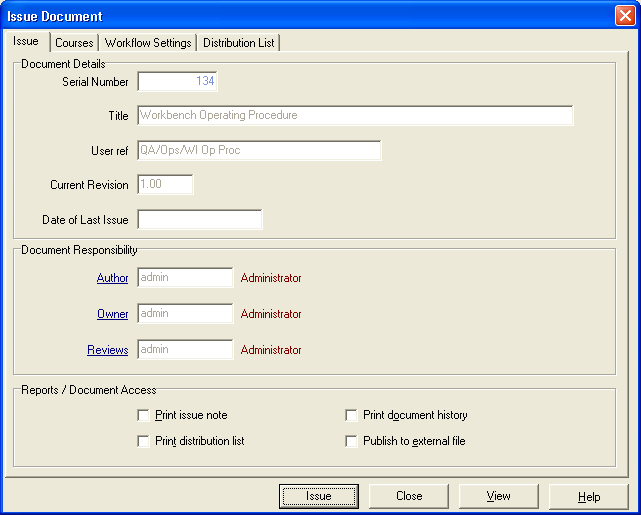 Issue Document
Issue Courses Workflow Settings Distribution List
Document Details
Serial Number 134
Title Workbench Operating Procedure
User ref QA/Ops/WI Op Proc
Current Revision 1.00
Date of Last Issue
Document Responsibility
Author admin Administrator
Owner admin Administrator
Reviews admin Administrator
Reports / Document Access
Print issue note Print document history
Print distribution list Publish to external file
Issue Close View Help